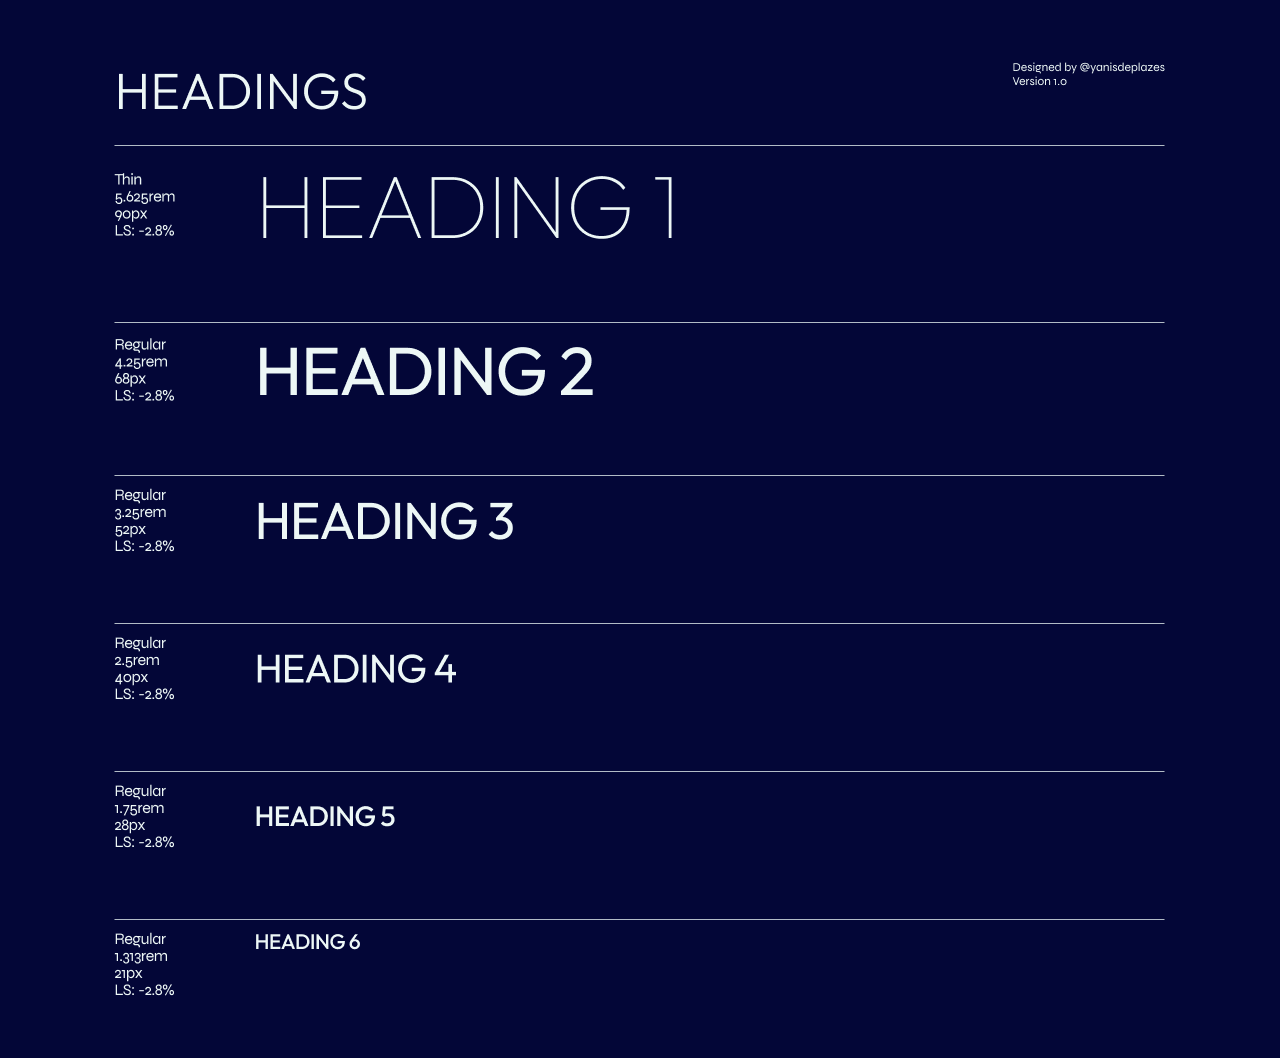 HEADINGS
Designed by @yanisdeplazes
Version 1.0
Thin
5.625rem
90px
LS: -2.8%
HEADING 1
Regular
4.25rem
68px
LS: -2.8%
HEADING 2
Regular
3.25rem
52px
LS: -2.8%
HEADING 3
Regular
2.5rem
40px
LS: -2.8%
HEADING 4
Regular
1.75rem
28px
LS: -2.8%
HEADING 5
Regular
1.313rem
21px
LS: -2.8%
HEADING 6